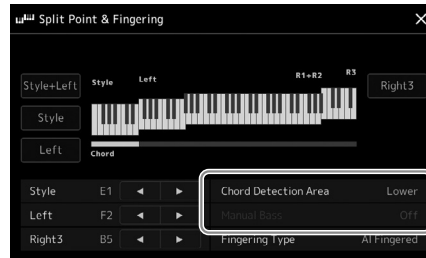 Split Point & Fingering
Style+Left
Style
Left
R1+R2
R3
Right3
Style
Left
Chord
Style E1
Chord Detection Area Lower
Left F2
Manual Bass Off
Right3 B5
Fingering Type AI Fingered